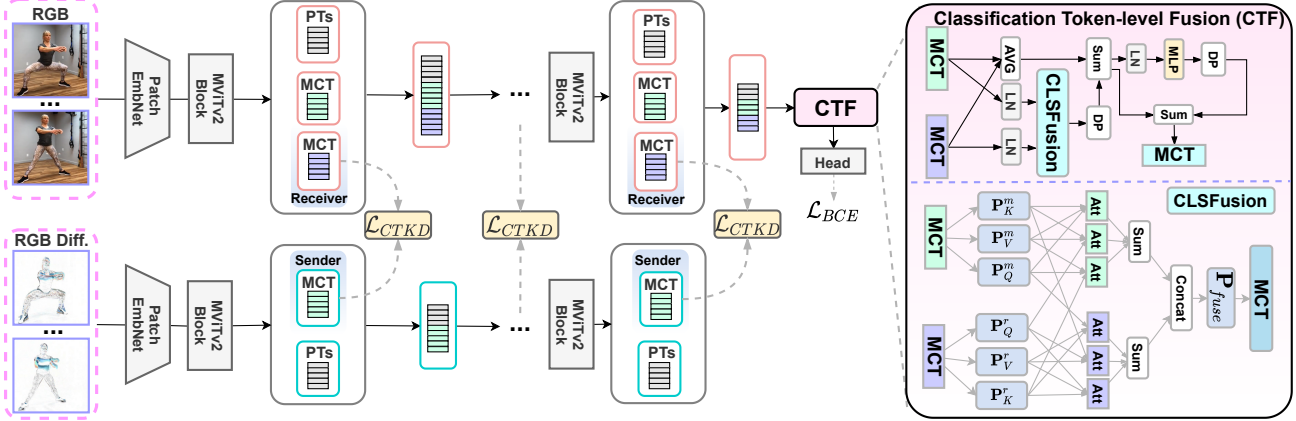 RGB
...
Patch
EmbNet
MViTv2
Block
PTs
MCT
MCT
Receiver
...
MViTv2
Block
PTs
MCT
MCT
Receiver
CTF
Head
ℒ_BCE
ℒ_CTKD
ℒ_CTKD
ℒ_CTKD
RGB Diff.
...
Patch
EmbNet
MViTv2
Block
Sender
MCT
PTs
...
MViTv2
Block
Sender
MCT
PTs
Classification Token-level Fusion (CTF)
MCT
MCT
AVG
LN
LN
CLSFusion
Sum
DP
LN
MLP
DP
Sum
MCT
CLSFusion
MCT
P_K^m
P_V^m
P_Q^m
Att
Att
Att
Sum
MCT
P_Q^r
P_V^r
P_K^r
Att
Att
Att
Sum
Concat
P_fuse
MCT